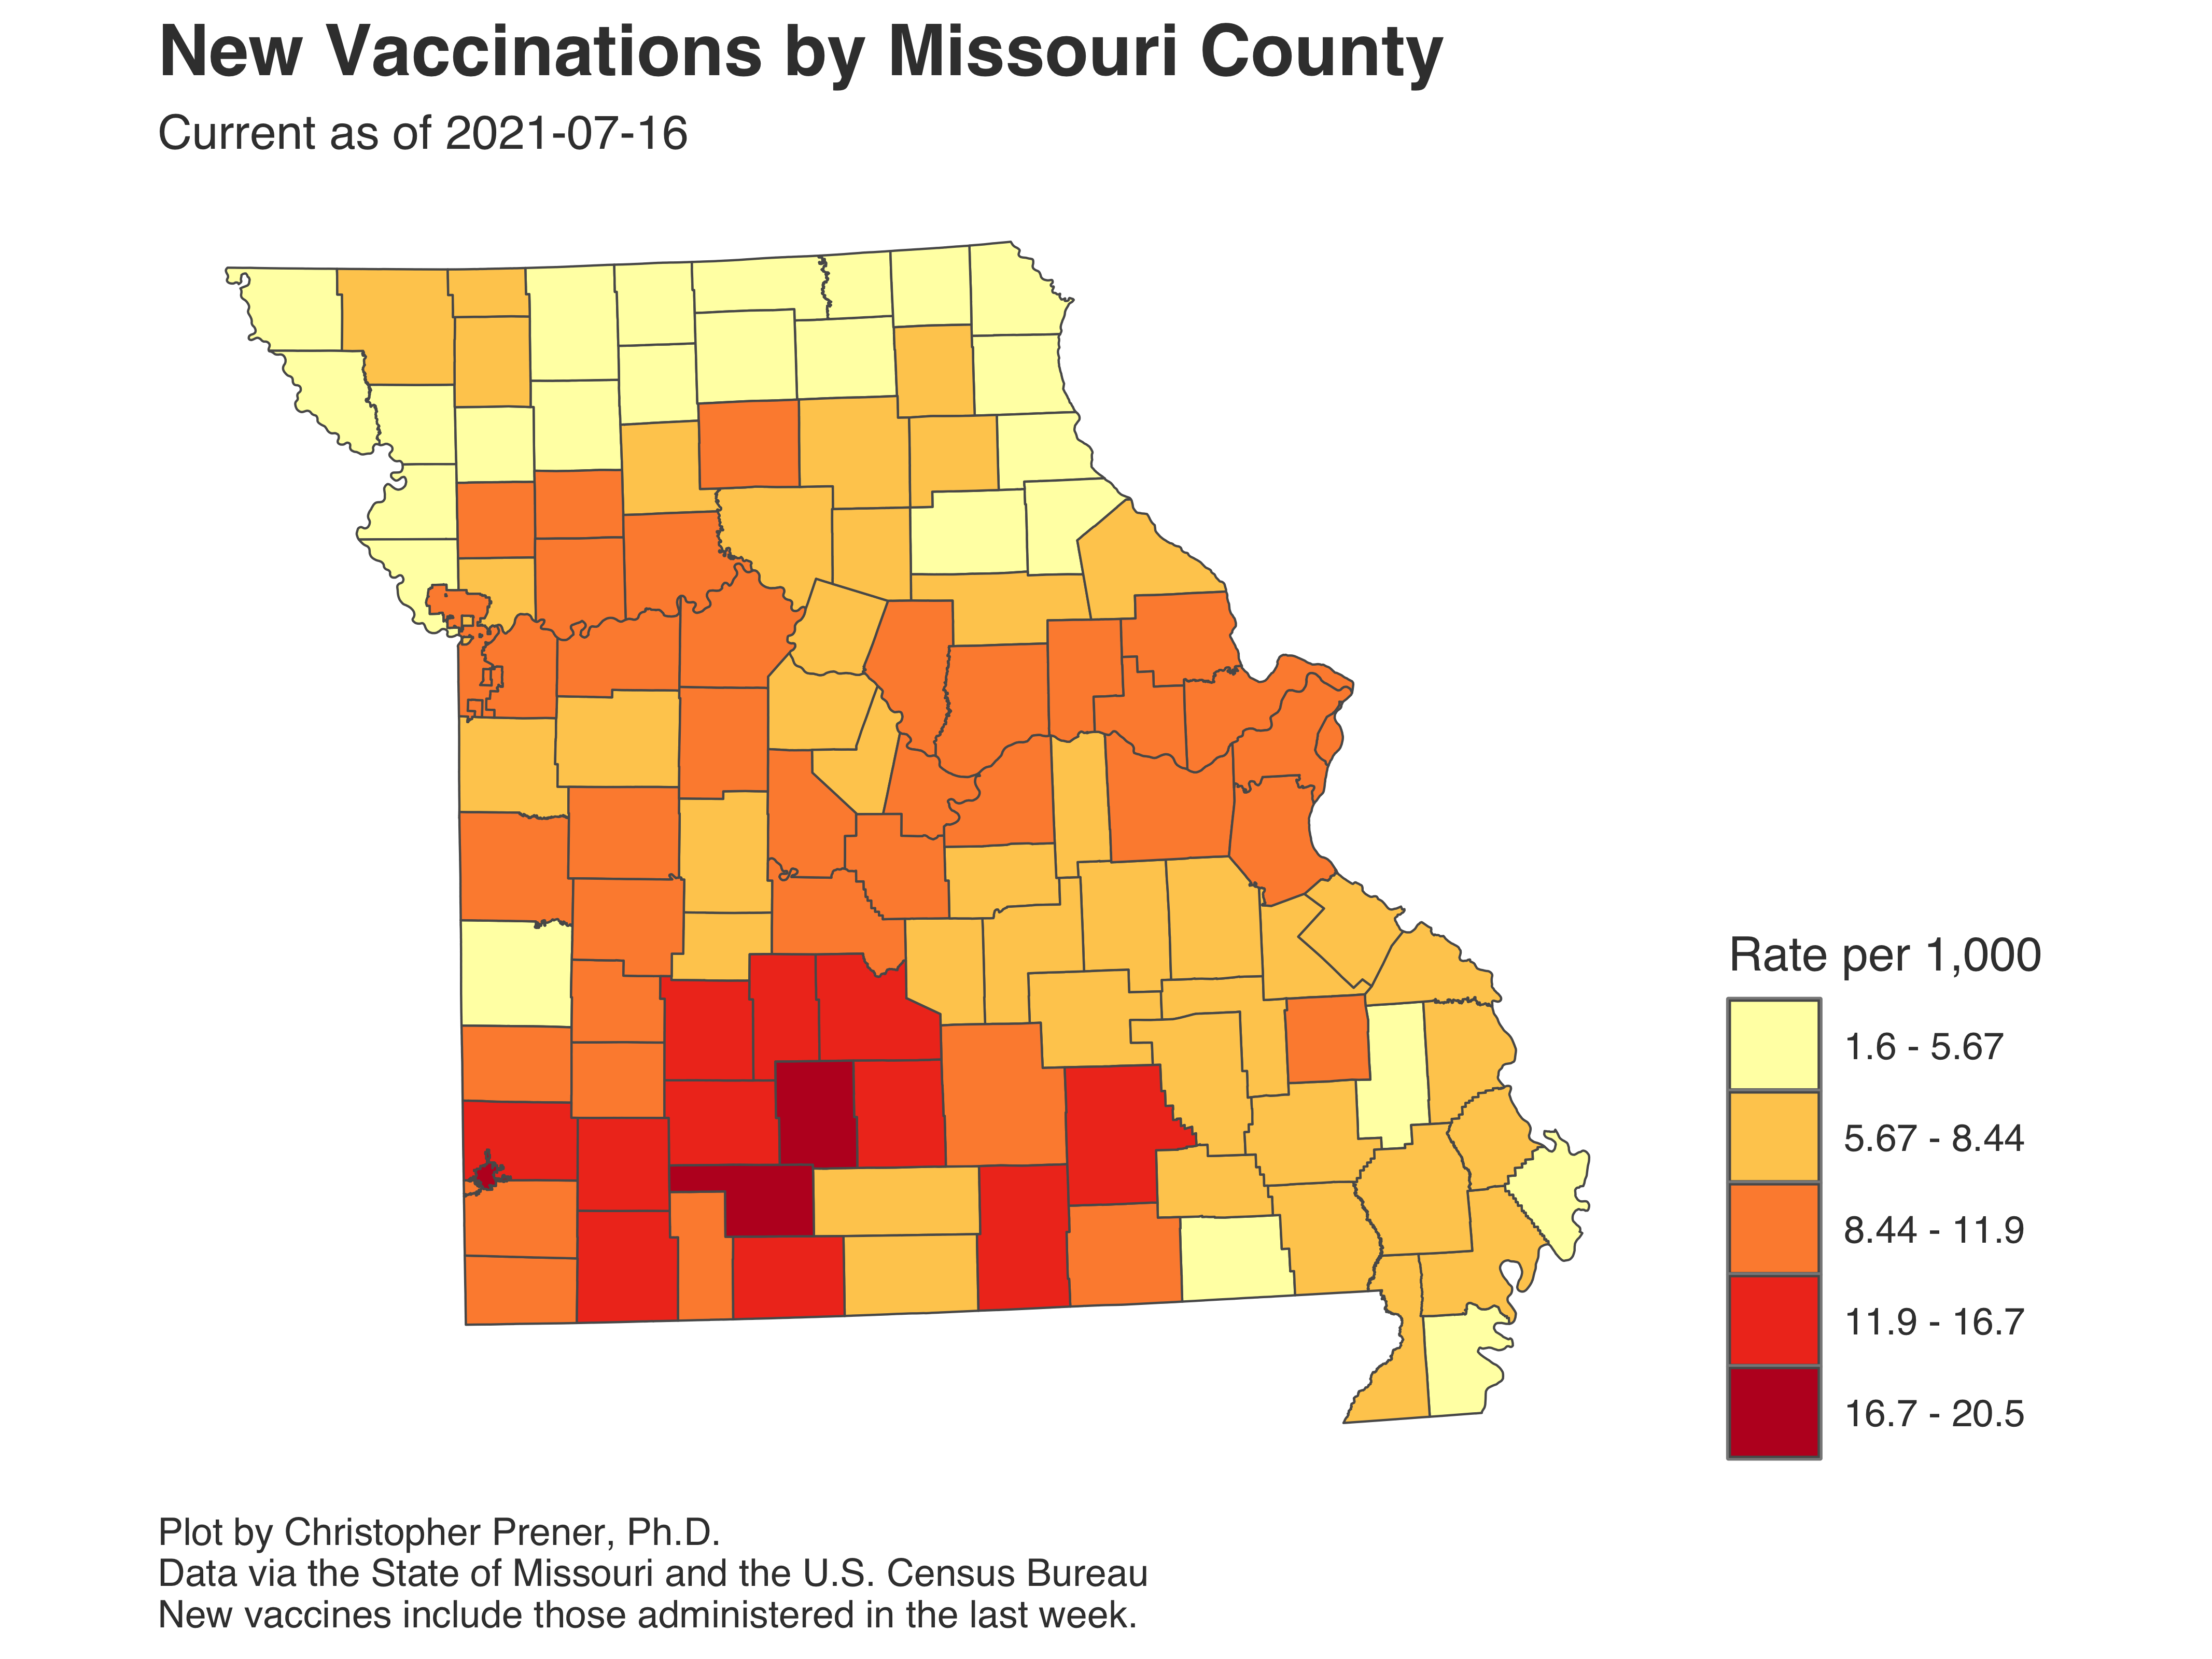 New Vaccinations by Missouri County
Current as of 2021-07-16
Rate per 1,000
1.6 - 5.67
5.67 - 8.44
8.44 - 11.9
11.9 - 16.7
16.7 - 20.5
Plot by Christopher Prener, Ph.D.
Data via the State of Missouri and the U.S. Census Bureau
New vaccines include those administered in the last week.